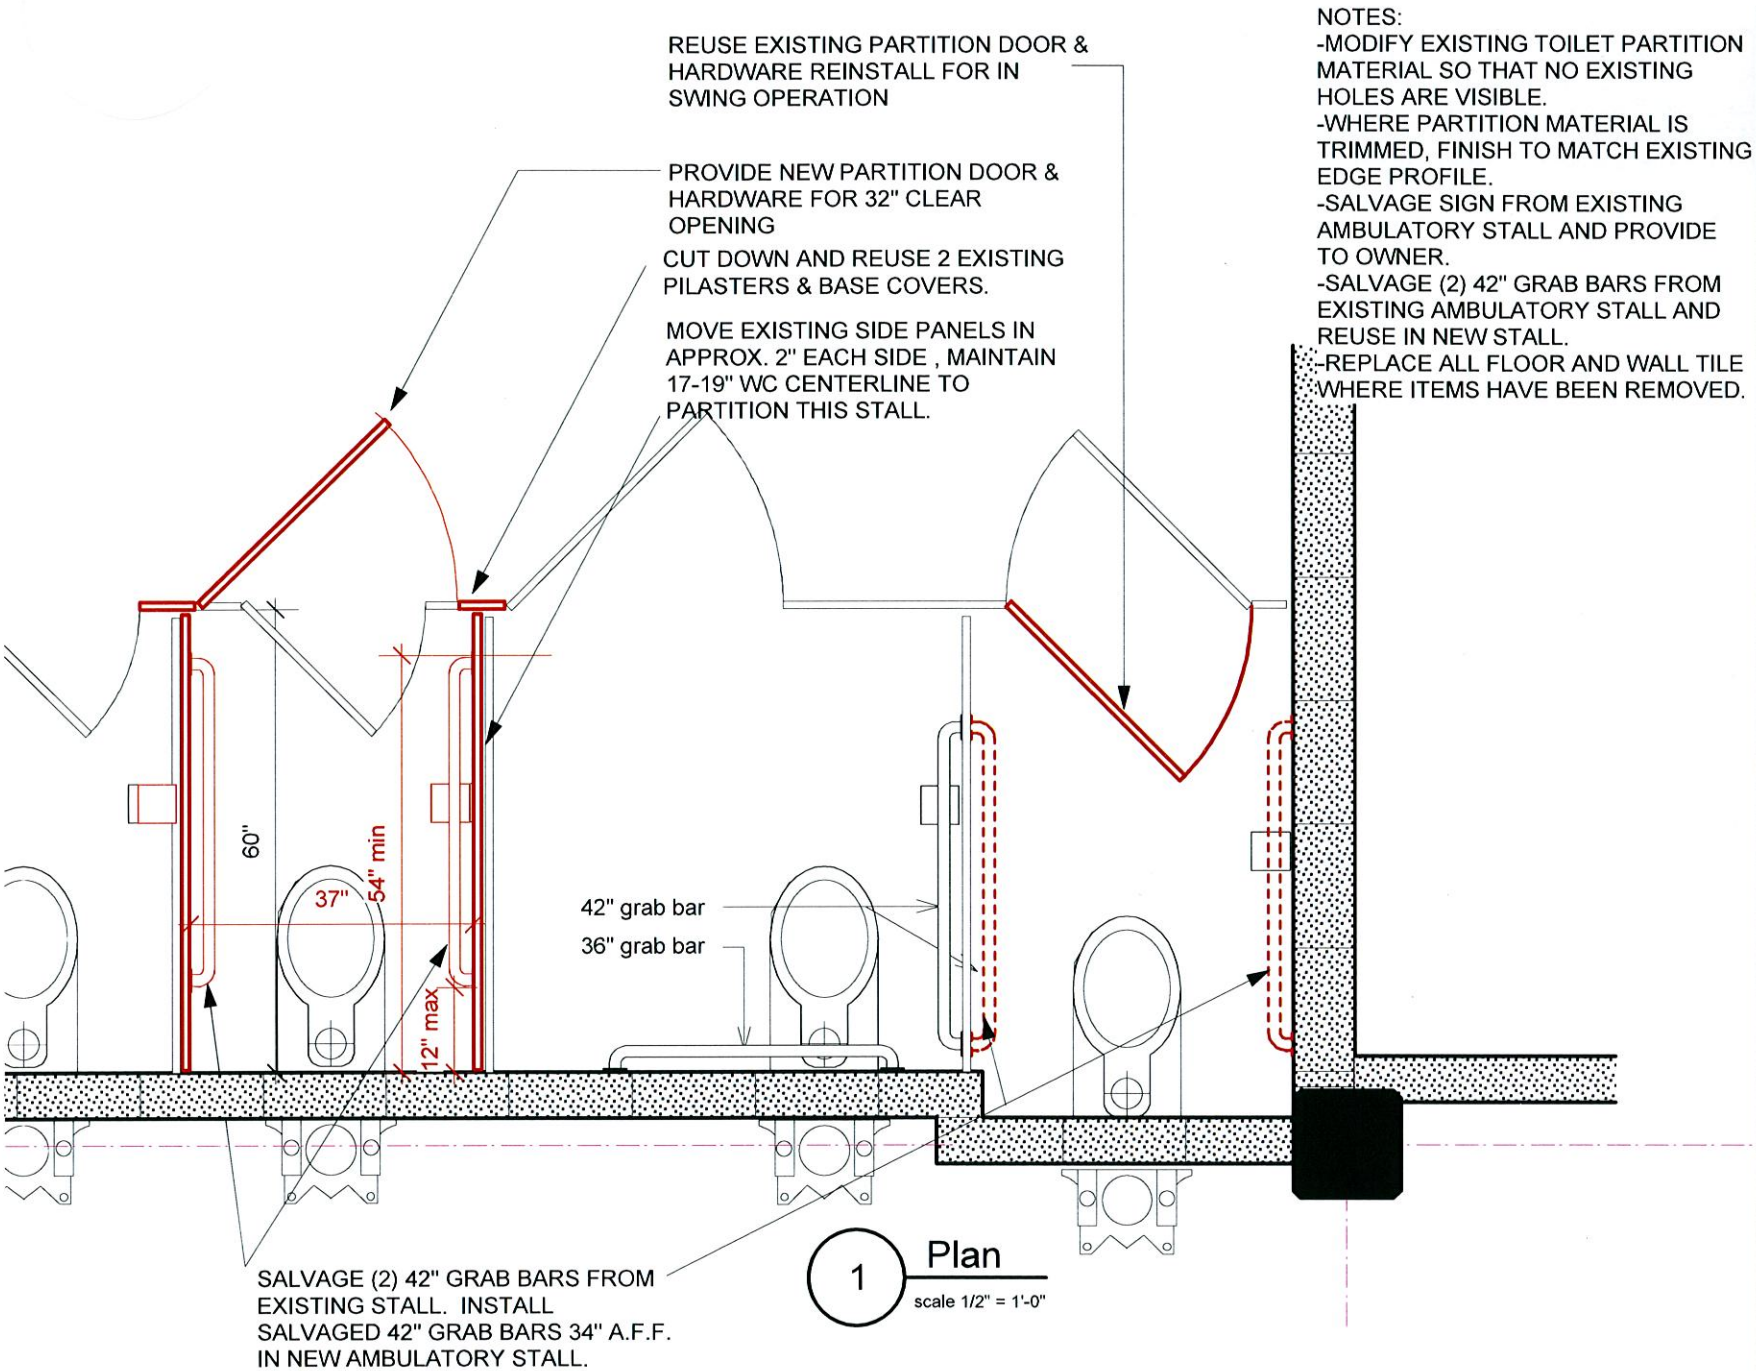 REUSE EXISTING PARTITION DOOR &
HARDWARE REINSTALL FOR IN
SWING OPERATION
PROVIDE NEW PARTITION DOOR &
HARDWARE FOR 32" CLEAR
OPENING
CUT DOWN AND REUSE 2 EXISTING
PILASTERS & BASE COVERS.
MOVE EXISTING SIDE PANELS IN
APPROX. 2" EACH SIDE , MAINTAIN
17-19" WC CENTERLINE TO
PARTITION THIS STALL.
NOTES:
-MODIFY EXISTING TOILET PARTITION
MATERIAL SO THAT NO EXISTING
HOLES ARE VISIBLE.
-WHERE PARTITION MATERIAL IS
TRIMMED, FINISH TO MATCH EXISTING
EDGE PROFILE.
-SALVAGE SIGN FROM EXISTING
AMBULATORY STALL AND PROVIDE
TO OWNER.
-SALVAGE (2) 42" GRAB BARS FROM
EXISTING AMBULATORY STALL AND
REUSE IN NEW STALL.
-REPLACE ALL FLOOR AND WALL TILE
WHERE ITEMS HAVE BEEN REMOVED.
60"
37"
54" min
12" max
42" grab bar
36" grab bar
SALVAGE (2) 42" GRAB BARS FROM
EXISTING STALL. INSTALL
SALVAGED 42" GRAB BARS 34" A.F.F.
IN NEW AMBULATORY STALL.
1
Plan
scale 1/2" = 1'-0"